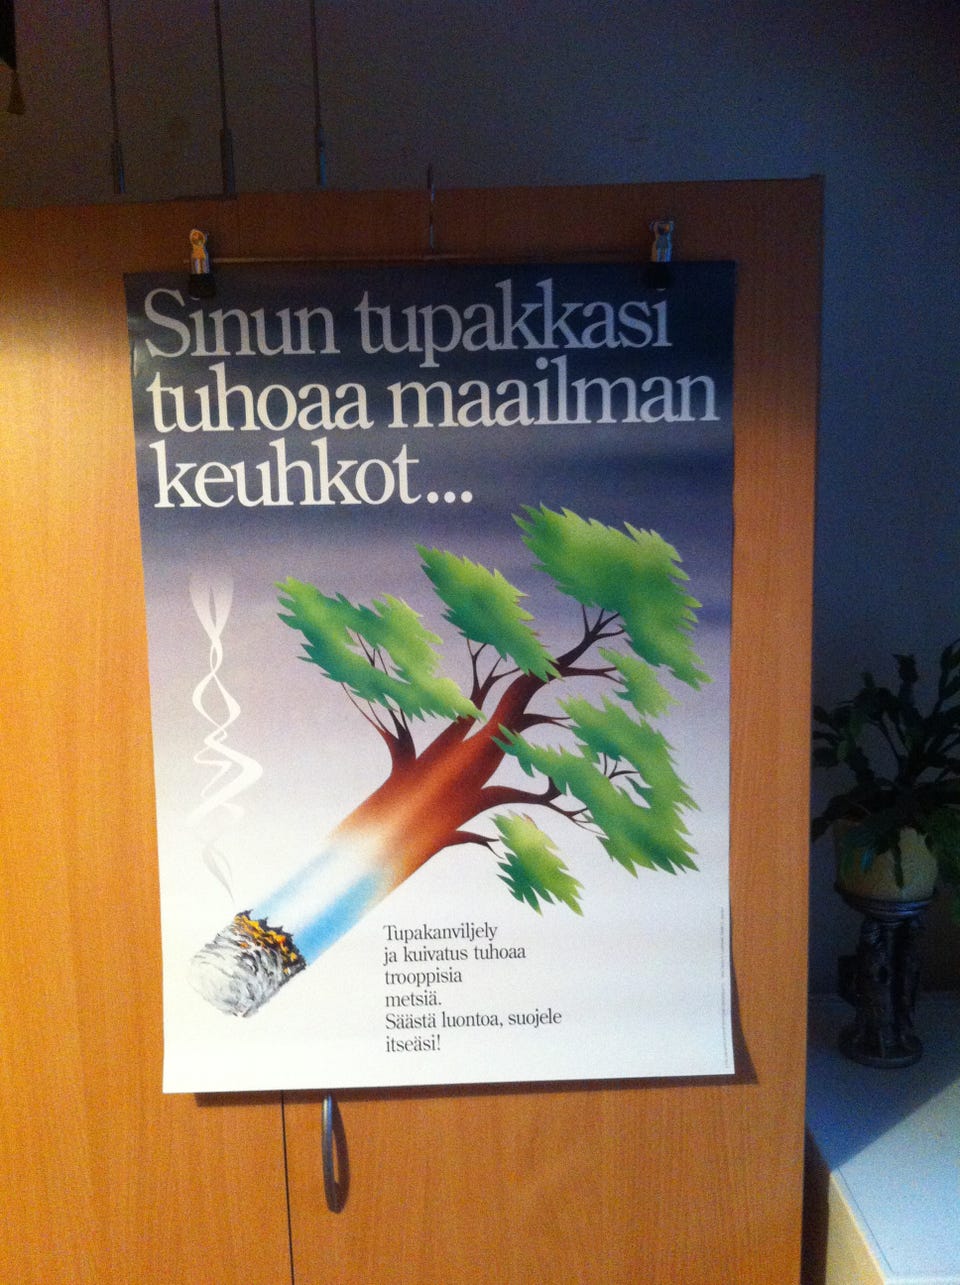 Sinun tupakkasi
tuhoaa maailman
keuhkot...
Tupakanviljely
ja kuivatus tuhoaa
trooppisia
metsiä.
Säästä luontoa, suojele
itseäsi!